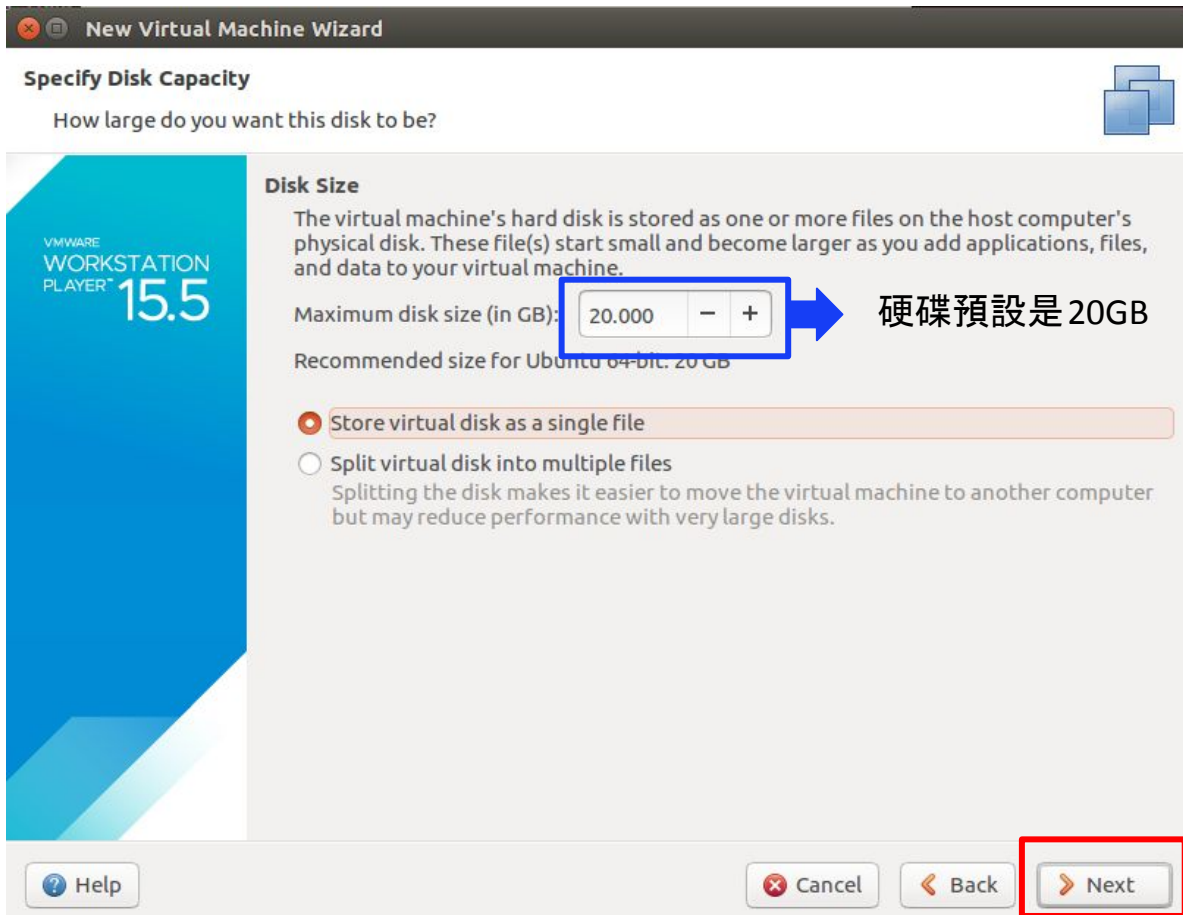 New Virtual Machine Wizard
Specify Disk Capacity
How large do you want this disk to be?
VMWARE
WORKSTATION
PLAYER™ 15.5
Disk Size
The virtual machine's hard disk is stored as one or more files on the host computer's
physical disk. These file(s) start small and become larger as you add applications, files,
and data to your virtual machine.
Maximum disk size (in GB): 20.000 − +
硬碟預設是20GB
Recommended size for Ubuntu 64-bit: 20 GB
Store virtual disk as a single file
Split virtual disk into multiple files
Splitting the disk makes it easier to move the virtual machine to another computer
but may reduce performance with very large disks.
Help
Cancel
Back
Next